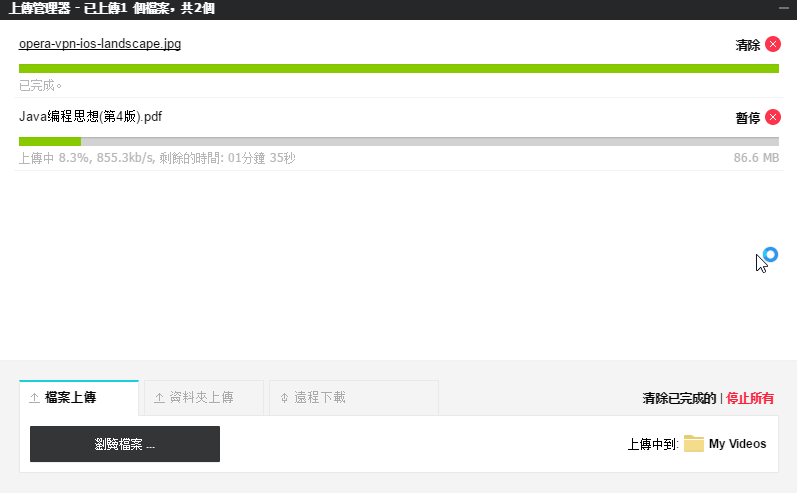 上傳管理器 - 已上傳1 個檔案，共2個
opera-vpn-ios-landscape.jpg 清除
已完成。
Java编程思想(第4版).pdf 暫停
上傳中 8.3%, 855.3kb/s, 剩餘的時間: 01分鐘 35秒 86.6 MB
檔案上傳 資料夾上傳 遠程下載 清除已完成的 | 停止所有
瀏覽檔案 ... 上傳中到: My Videos